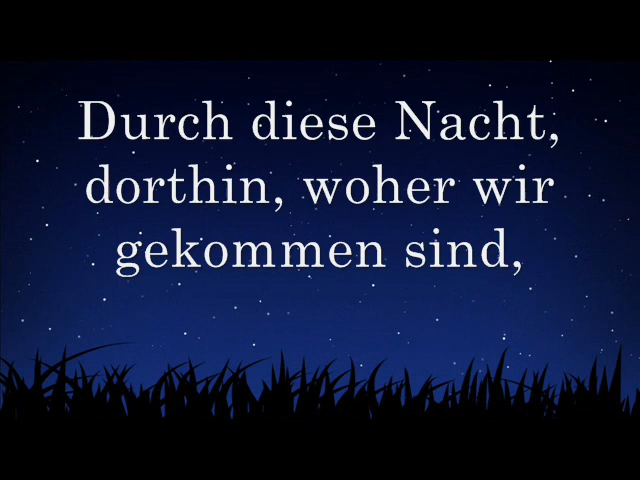 Durch diese Nacht,
dorthin, woher wir
gekommen sind,